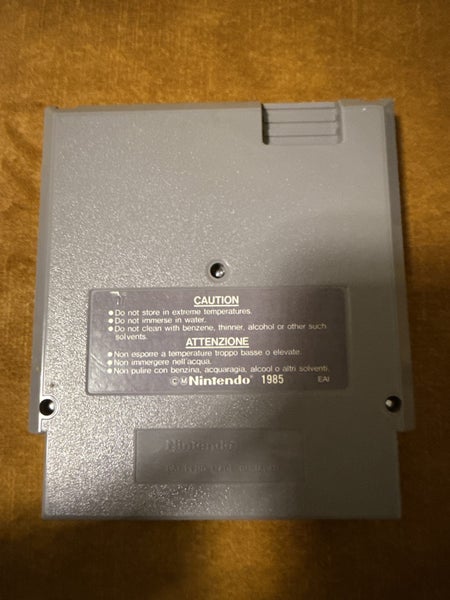 CAUTION
● Do not store in extreme temperatures.
● Do not immerse in water.
● Do not clean with benzene, thinner, alcohol or other such
solvents.
ATTENZIONE
● Non esporre a temperature troppo basse o elevate.
● Non immergere nell'acqua.
● Non pulire con benzina, acquaragia, alcool o altri solventi.
©Ⓜ Nintendo® 1985 EAI
Nintendo